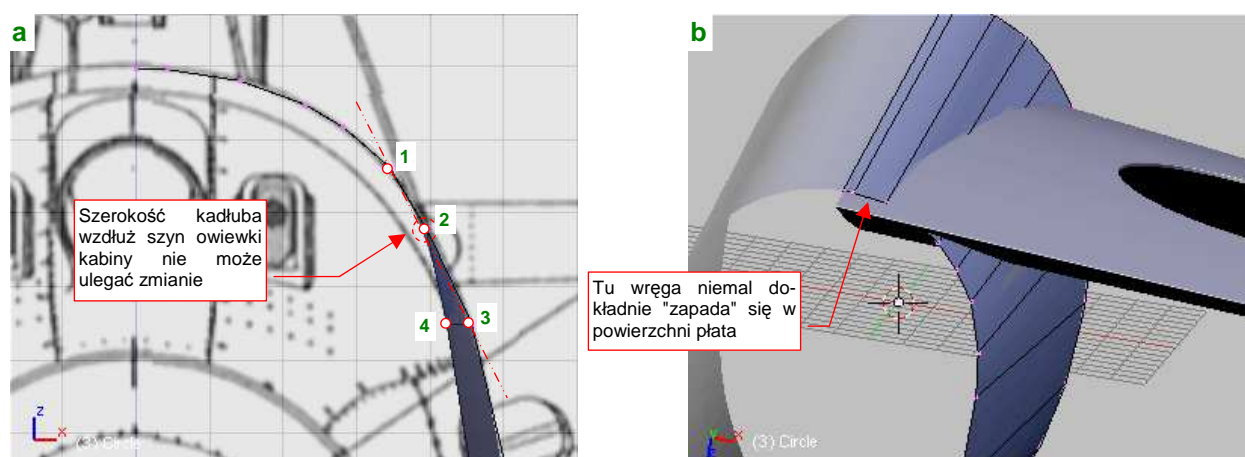 a
b
1
2
3
4
Szerokość kadłuba
wzdłuż szyn owiewki
kabiny nie może
ulegać zmianie
Tu wręga niemal do-
kładnie "zapada" się w
powierzchni płata
z
x
(3) Circle
(3) Circle